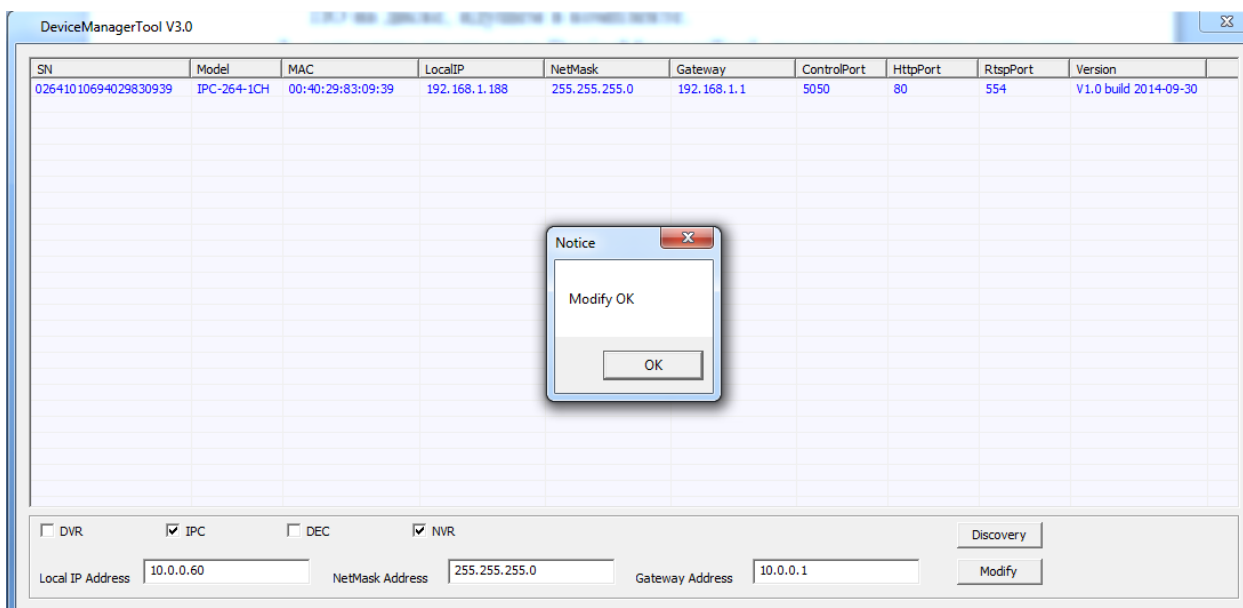 DeviceManagerTool V3.0
SN Model MAC LocalIP NetMask Gateway ControlPort HttpPort RtspPort Version
02641010694029830939 IPC-264-1CH 00:40:29:83:09:39 192.168.1.188 255.255.255.0 192.168.1.1 5050 80 554 V1.0 build 2014-09-30
Notice
Modify OK
OK
DVR IPC DEC NVR Discovery
Local IP Address 10.0.0.60 NetMask Address 255.255.255.0 Gateway Address 10.0.0.1 Modify